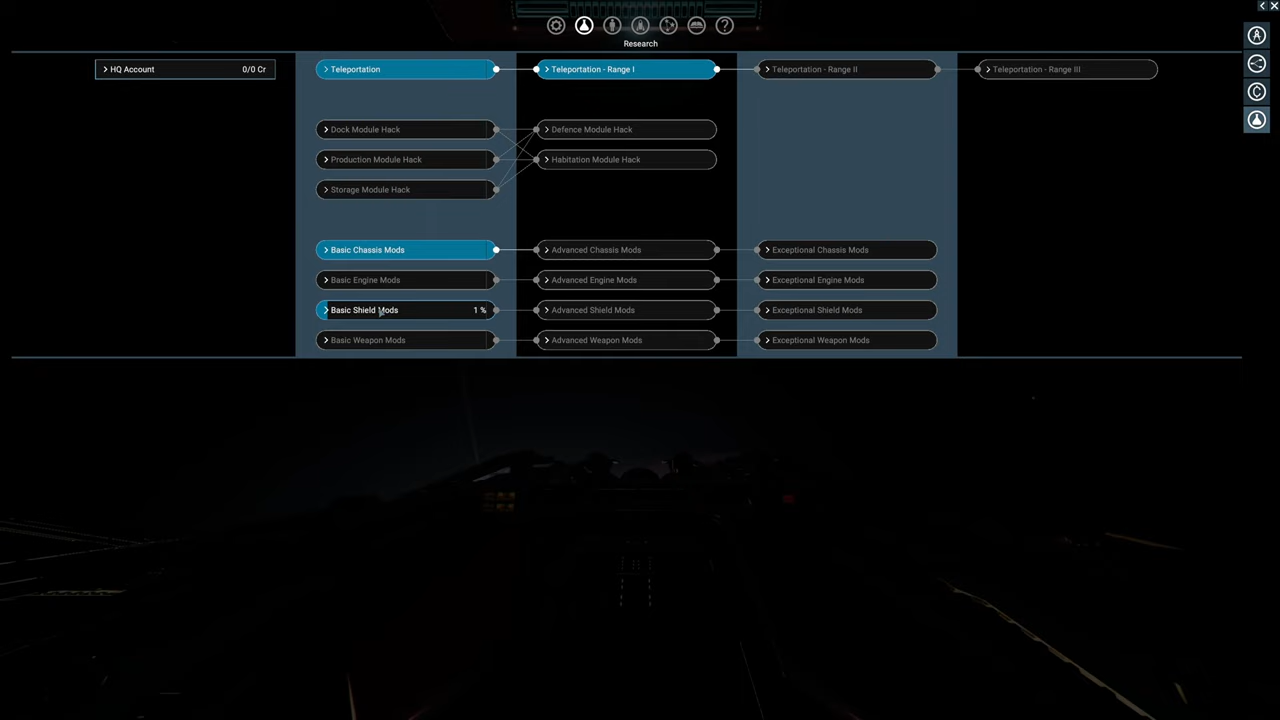 Research
HQ Account 0/0 Cr
Teleportation
Teleportation - Range I
Teleportation - Range II
Teleportation - Range III
Dock Module Hack
Defence Module Hack
Production Module Hack
Habitation Module Hack
Storage Module Hack
Basic Chassis Mods
Advanced Chassis Mods
Exceptional Chassis Mods
Basic Engine Mods
Advanced Engine Mods
Exceptional Engine Mods
Basic Shield Mods 1 %
Advanced Shield Mods
Exceptional Shield Mods
Basic Weapon Mods
Advanced Weapon Mods
Exceptional Weapon Mods